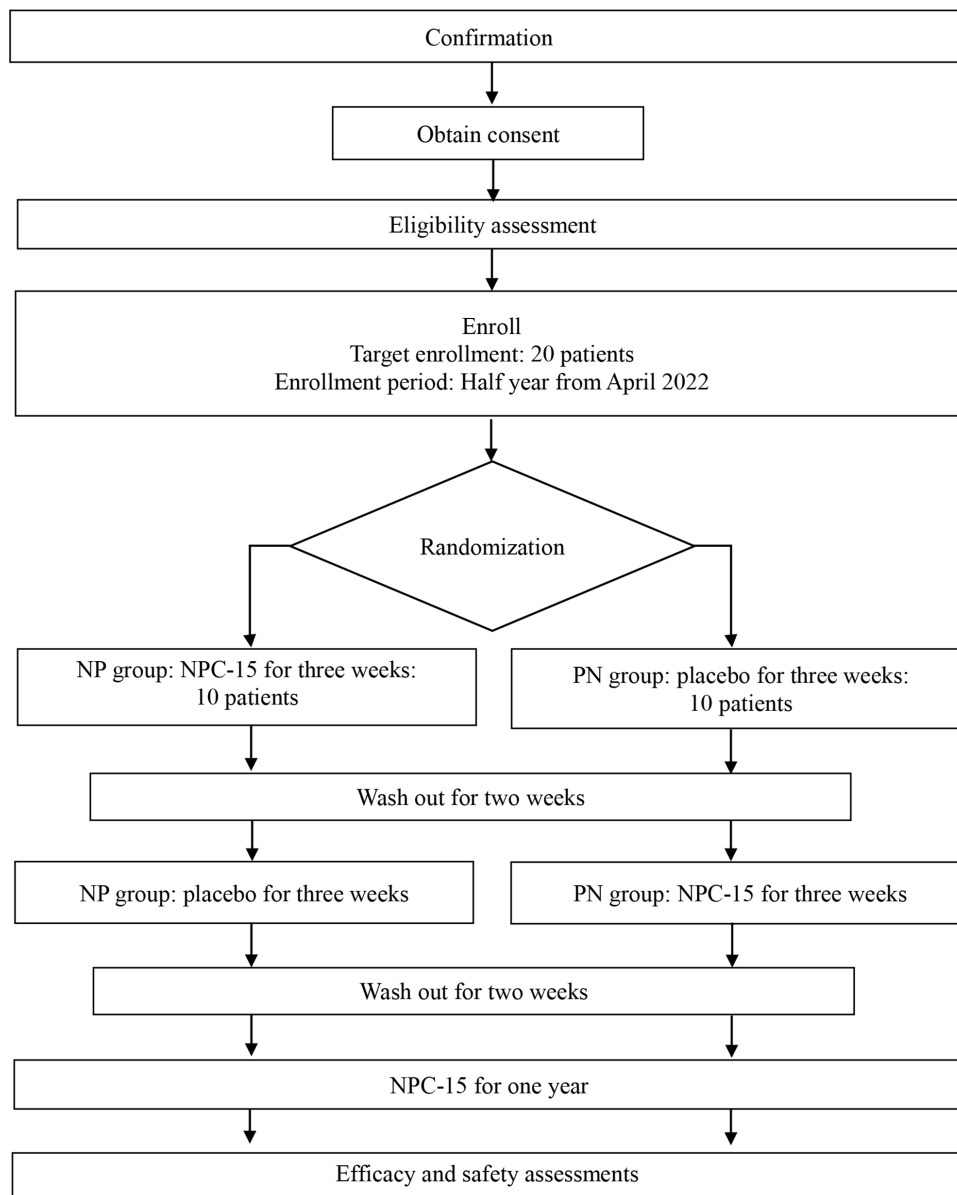 Confirmation
Obtain consent
Eligibility assessment
Enroll
Target enrollment: 20 patients
Enrollment period: Half year from April 2022
Randomization
NP group: NPC-15 for three weeks:
10 patients
PN group: placebo for three weeks:
10 patients
Wash out for two weeks
NP group: placebo for three weeks
PN group: NPC-15 for three weeks
Wash out for two weeks
NPC-15 for one year
Efficacy and safety assessments